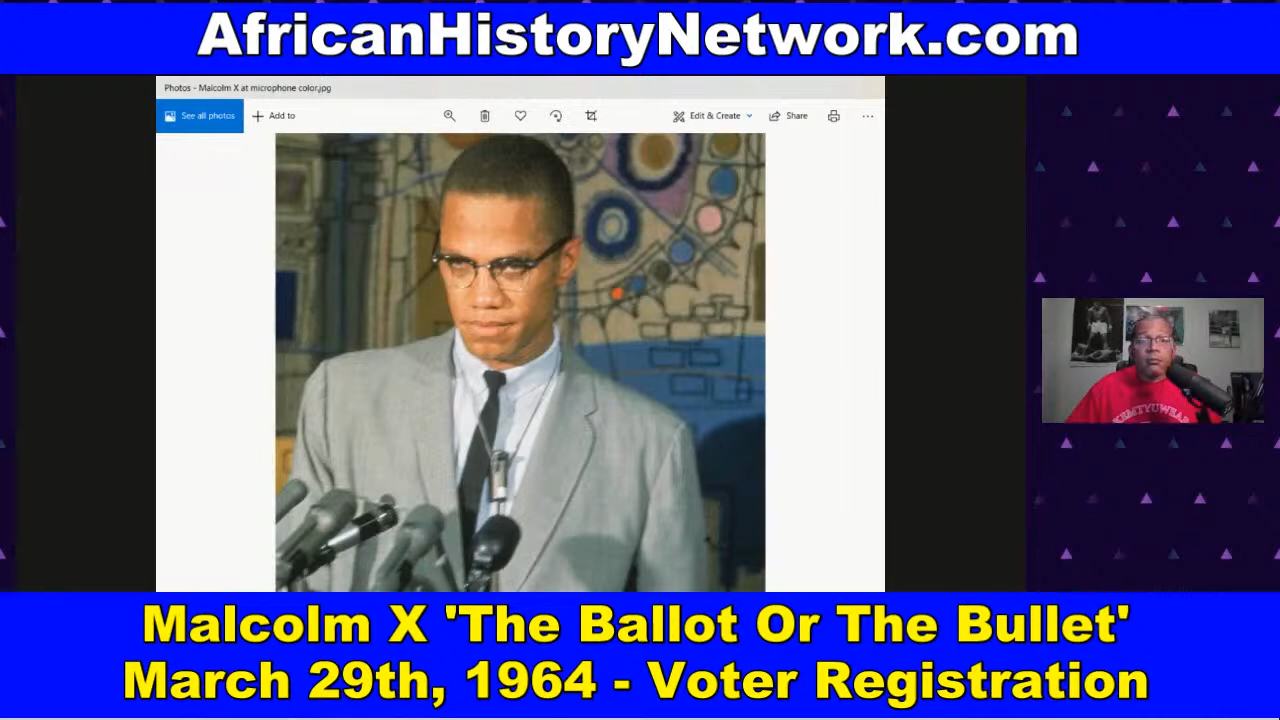 AfricanHistoryNetwork.com
Photos - Malcolm X at microphone color.jpg
See all photos
Add to
Edit & Create
Share
KEMTYUWEAR
Malcolm X 'The Ballot Or The Bullet'
March 29th, 1964 - Voter Registration